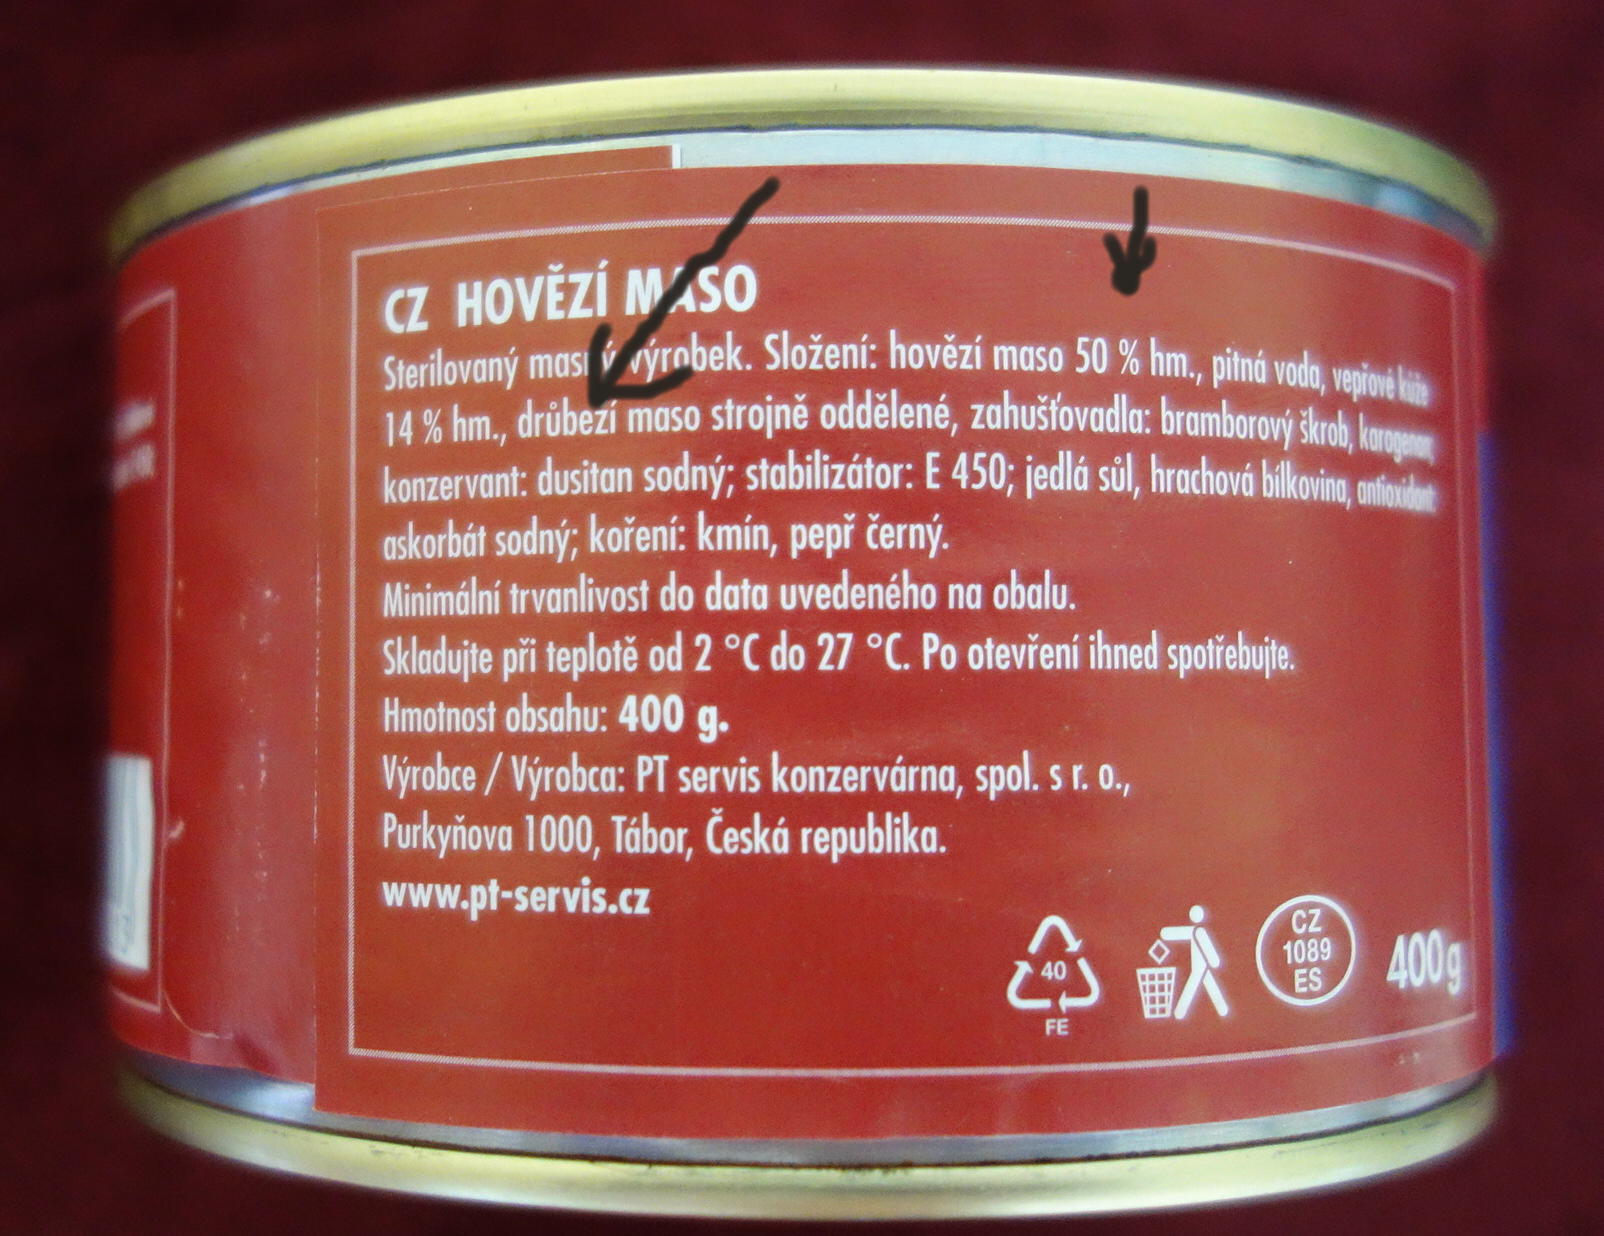 CZ HOVĚZÍ MASO
Sterilovaný masný výrobek. Složení: hovězí maso 50 % hm., pitná voda, vepřové kůže
14 % hm., drůbeží maso strojně oddělené, zahušťovadla: bramborový škrob, karogenan;
konzervant: dusitan sodný; stabilizátor: E 450; jedlá sůl, hrachová bílkovina, antioxidant:
askorbát sodný; koření: kmín, pepř černý.
Minimální trvanlivost do data uvedeného na obalu.
Skladujte při teplotě od 2 °C do 27 °C. Po otevření ihned spotřebujte.
Hmotnost obsahu: 400 g.
Výrobce / Výrobca: PT servis konzervárna, spol. s r. o.,
Purkyňova 1000, Tábor, Česká republika.
www.pt-servis.cz
40
FE
CZ
1089
ES
400g